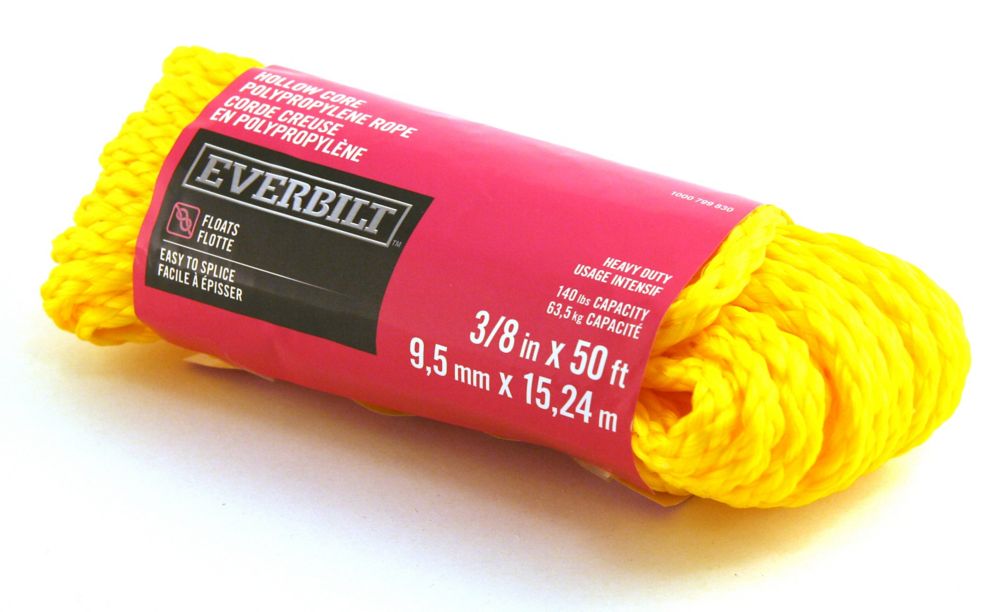 HOLLOW CORE
POLYPROPYLENE ROPE
CORDE CREUSE
EN POLYPROPYLÈNE
EVERBILT™
FLOATS
FLOTTE
EASY TO SPLICE
FACILE À ÉPISSER
1000 799 830
HEAVY DUTY
USAGE INTENSIF
140 lbs CAPACITY
63,5 kg CAPACITÉ
3/8 in x 50 ft
9,5 mm x 15,24 m